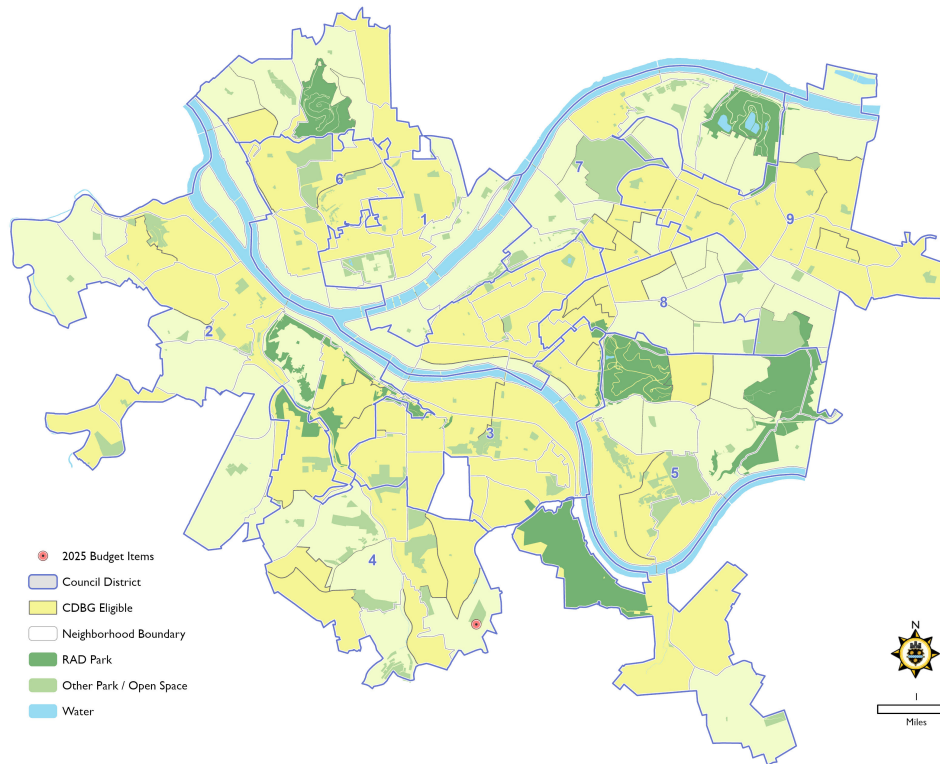 7
6
1
9
8
2
3
5
4
2025 Budget Items
Council District
CDBG Eligible
Neighborhood Boundary
RAD Park
Other Park / Open Space
Water
N
1
Miles